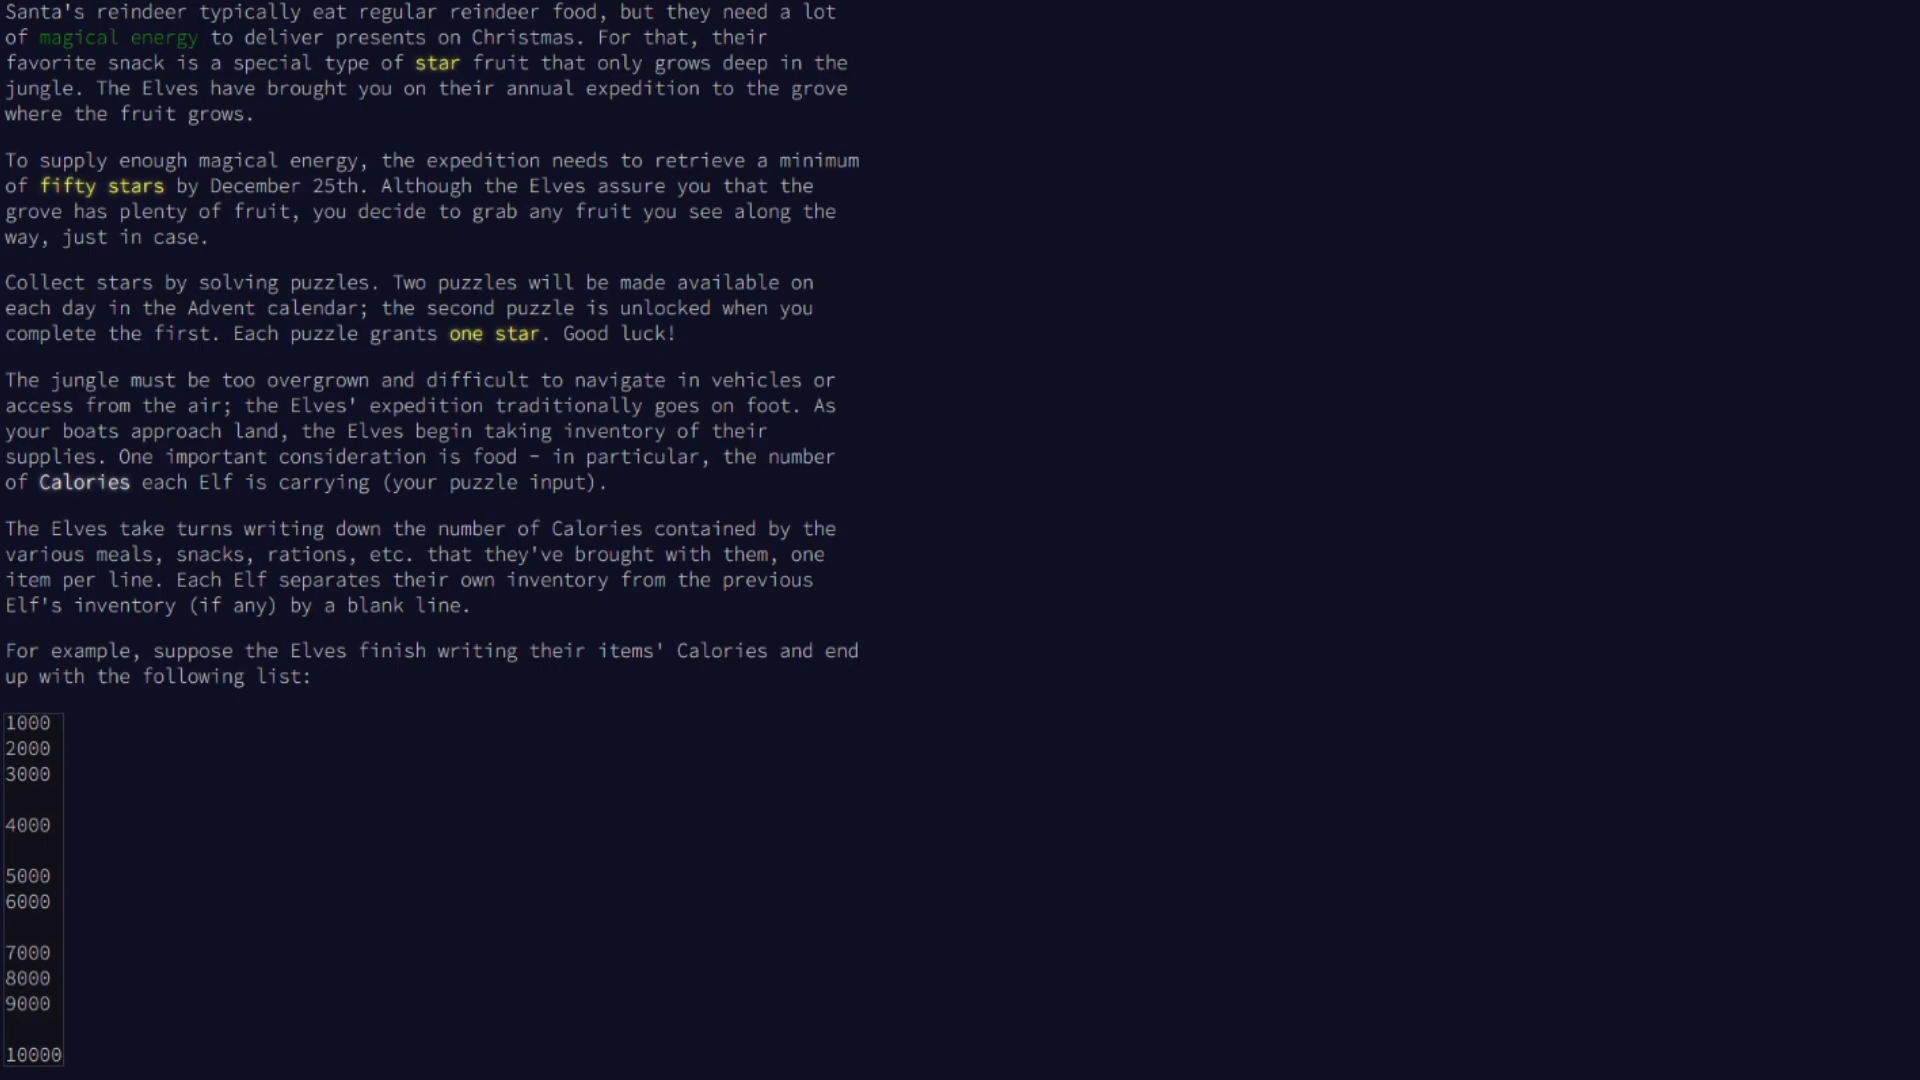 Santa's reindeer typically eat regular reindeer food, but they need a lot
of magical energy to deliver presents on Christmas. For that, their
favorite snack is a special type of star fruit that only grows deep in the
jungle. The Elves have brought you on their annual expedition to the grove
where the fruit grows.
To supply enough magical energy, the expedition needs to retrieve a minimum
of fifty stars by December 25th. Although the Elves assure you that the
grove has plenty of fruit, you decide to grab any fruit you see along the
way, just in case.
Collect stars by solving puzzles. Two puzzles will be made available on
each day in the Advent calendar; the second puzzle is unlocked when you
complete the first. Each puzzle grants one star. Good luck!
The jungle must be too overgrown and difficult to navigate in vehicles or
access from the air; the Elves' expedition traditionally goes on foot. As
your boats approach land, the Elves begin taking inventory of their
supplies. One important consideration is food - in particular, the number
of Calories each Elf is carrying (your puzzle input).
The Elves take turns writing down the number of Calories contained by the
various meals, snacks, rations, etc. that they've brought with them, one
item per line. Each Elf separates their own inventory from the previous
Elf's inventory (if any) by a blank line.
For example, suppose the Elves finish writing their items' Calories and end
up with the following list:
1000
2000
3000
4000
5000
6000
7000
8000
9000
10000